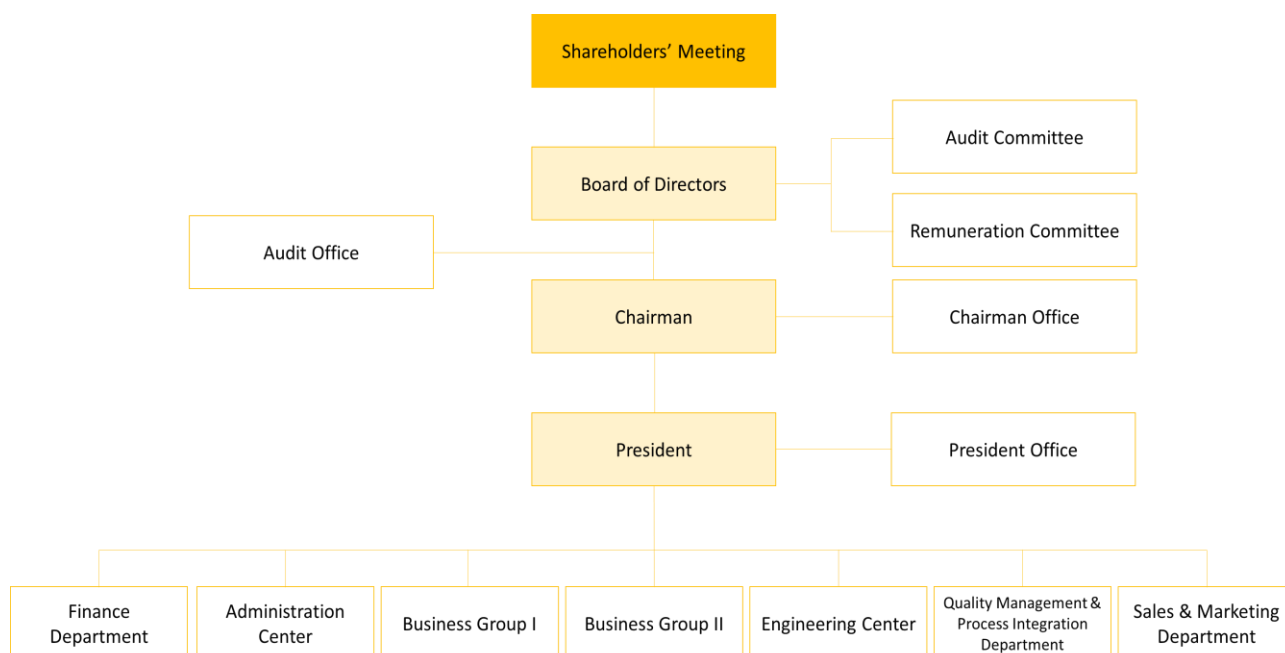 Shareholders’ Meeting
Audit Committee
Board of Directors
Remuneration Committee
Audit Office
Chairman
Chairman Office
President
President Office
Finance
Department
Administration
Center
Business Group I
Business Group II
Engineering Center
Quality Management &
Process Integration
Department
Sales & Marketing
Department